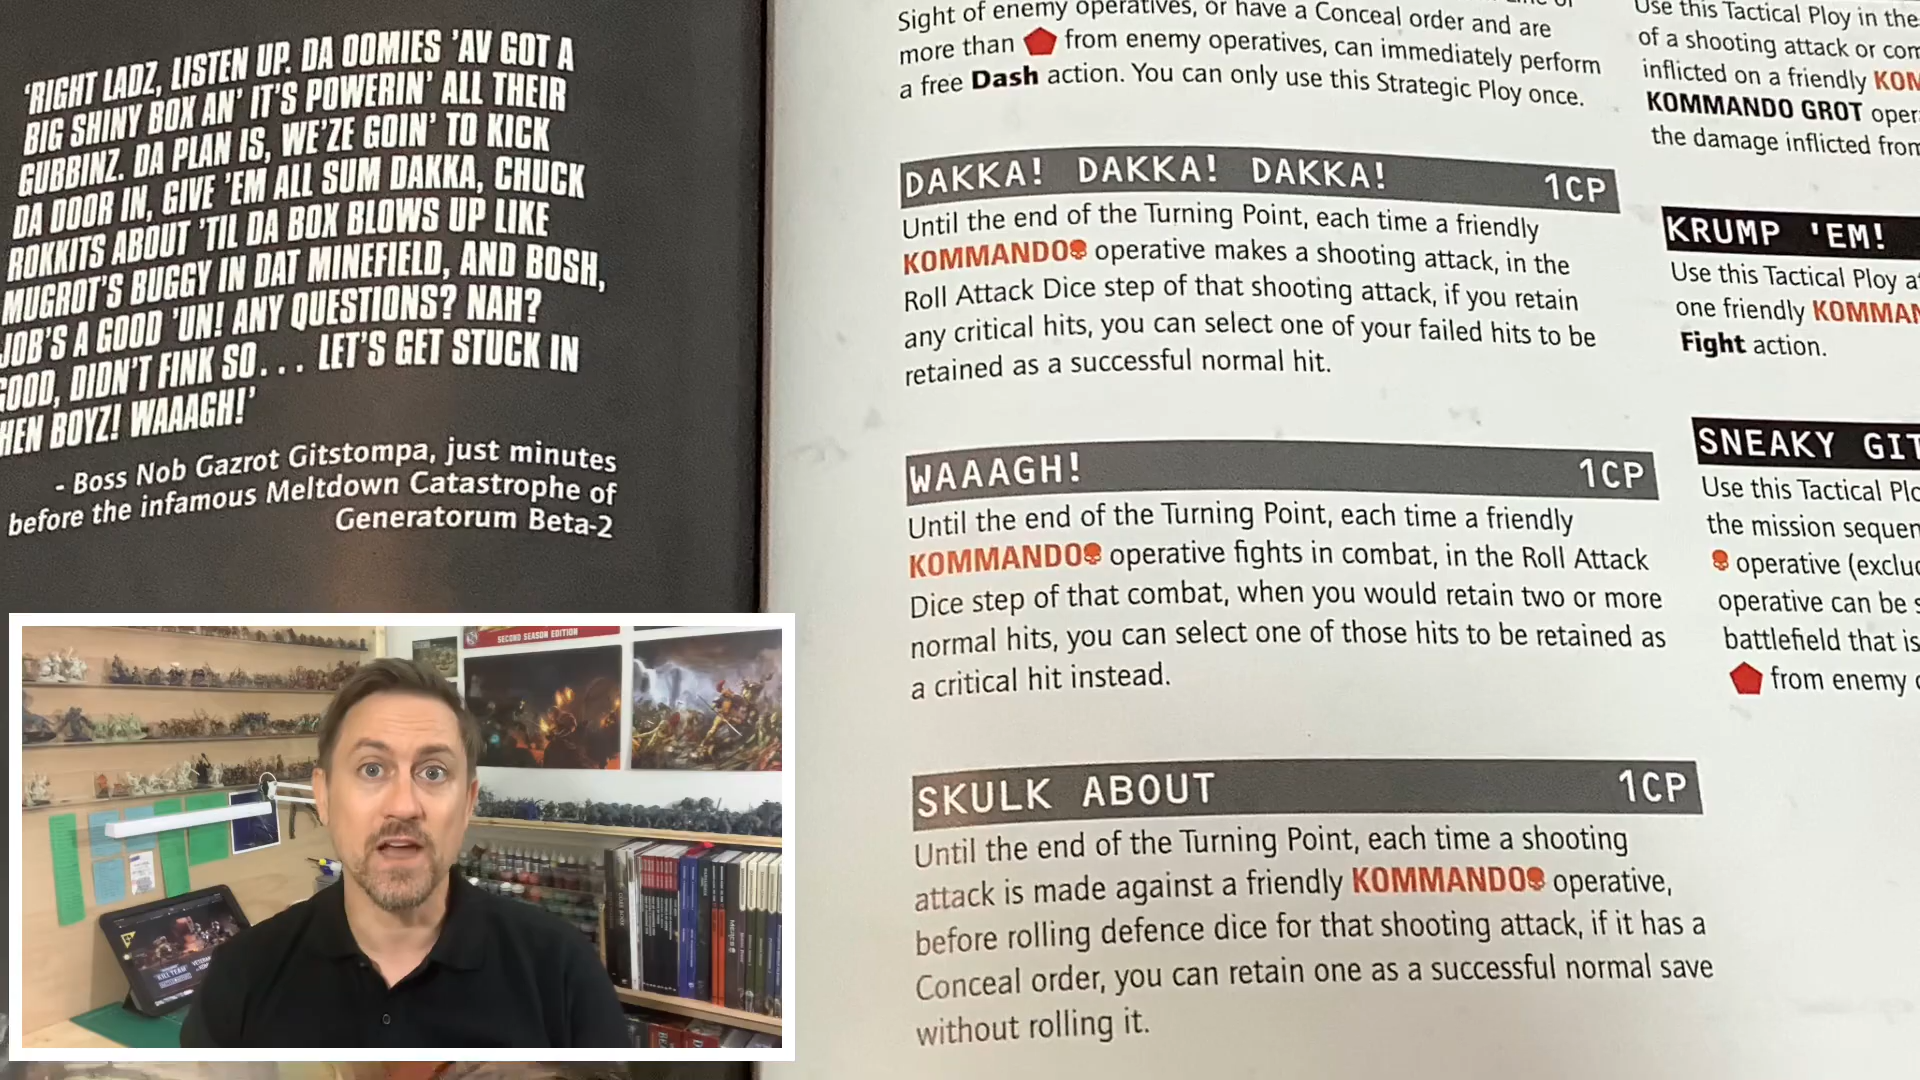 'RIGHT LADZ, LISTEN UP. DA OOMIES 'AV GOT A
BIG SHINY BOX AN' IT'S POWERIN' ALL THEIR
GUBBINZ. DA PLAN IS, WE'ZE GOIN' TO KICK
DA DOOR IN, GIVE 'EM ALL SUM DAKKA, CHUCK
ROKKITS ABOUT 'TIL DA BOX BLOWS UP LIKE
MUGROT'S BUGGY IN DAT MINEFIELD, AND BOSH,
JOB'S A GOOD 'UN! ANY QUESTIONS? NAH?
GOOD, DIDN'T FINK SO... LET'S GET STUCK IN
HEN BOYZ! WAAAGH!'
- Boss Nob Gazrot Gitstompa, just minutes
before the infamous Meltdown Catastrophe of
Generatorum Beta-2
Sight of enemy operatives, or have a Conceal order and are
more than from enemy operatives, can immediately perform
a free Dash action. You can only use this Strategic Ploy once.
DAKKA! DAKKA! DAKKA! 1CP
Until the end of the Turning Point, each time a friendly
KOMMANDO operative makes a shooting attack, in the
Roll Attack Dice step of that shooting attack, if you retain
any critical hits, you can select one of your failed hits to be
retained as a successful normal hit.
WAAAGH! 1CP
Until the end of the Turning Point, each time a friendly
KOMMANDO operative fights in combat, in the Roll Attack
Dice step of that combat, when you would retain two or more
normal hits, you can select one of those hits to be retained as
a critical hit instead.
SKULK ABOUT 1CP
Until the end of the Turning Point, each time a shooting
attack is made against a friendly KOMMANDO operative,
before rolling defence dice for that shooting attack, if it has a
Conceal order, you can retain one as a successful normal save
without rolling it.
Use this Tactical Ploy in the
of a shooting attack or com
inflicted on a friendly KOM
KOMMANDO GROT oper
the damage inflicted from
KRUMP 'EM!
Use this Tactical Ploy a
one friendly KOMMAN
Fight action.
SNEAKY GIT
Use this Tactical Plo
the mission sequen
operative (exclu
operative can be s
battlefield that is
from enemy
SECOND SEASON EDITION
KILL TEAM